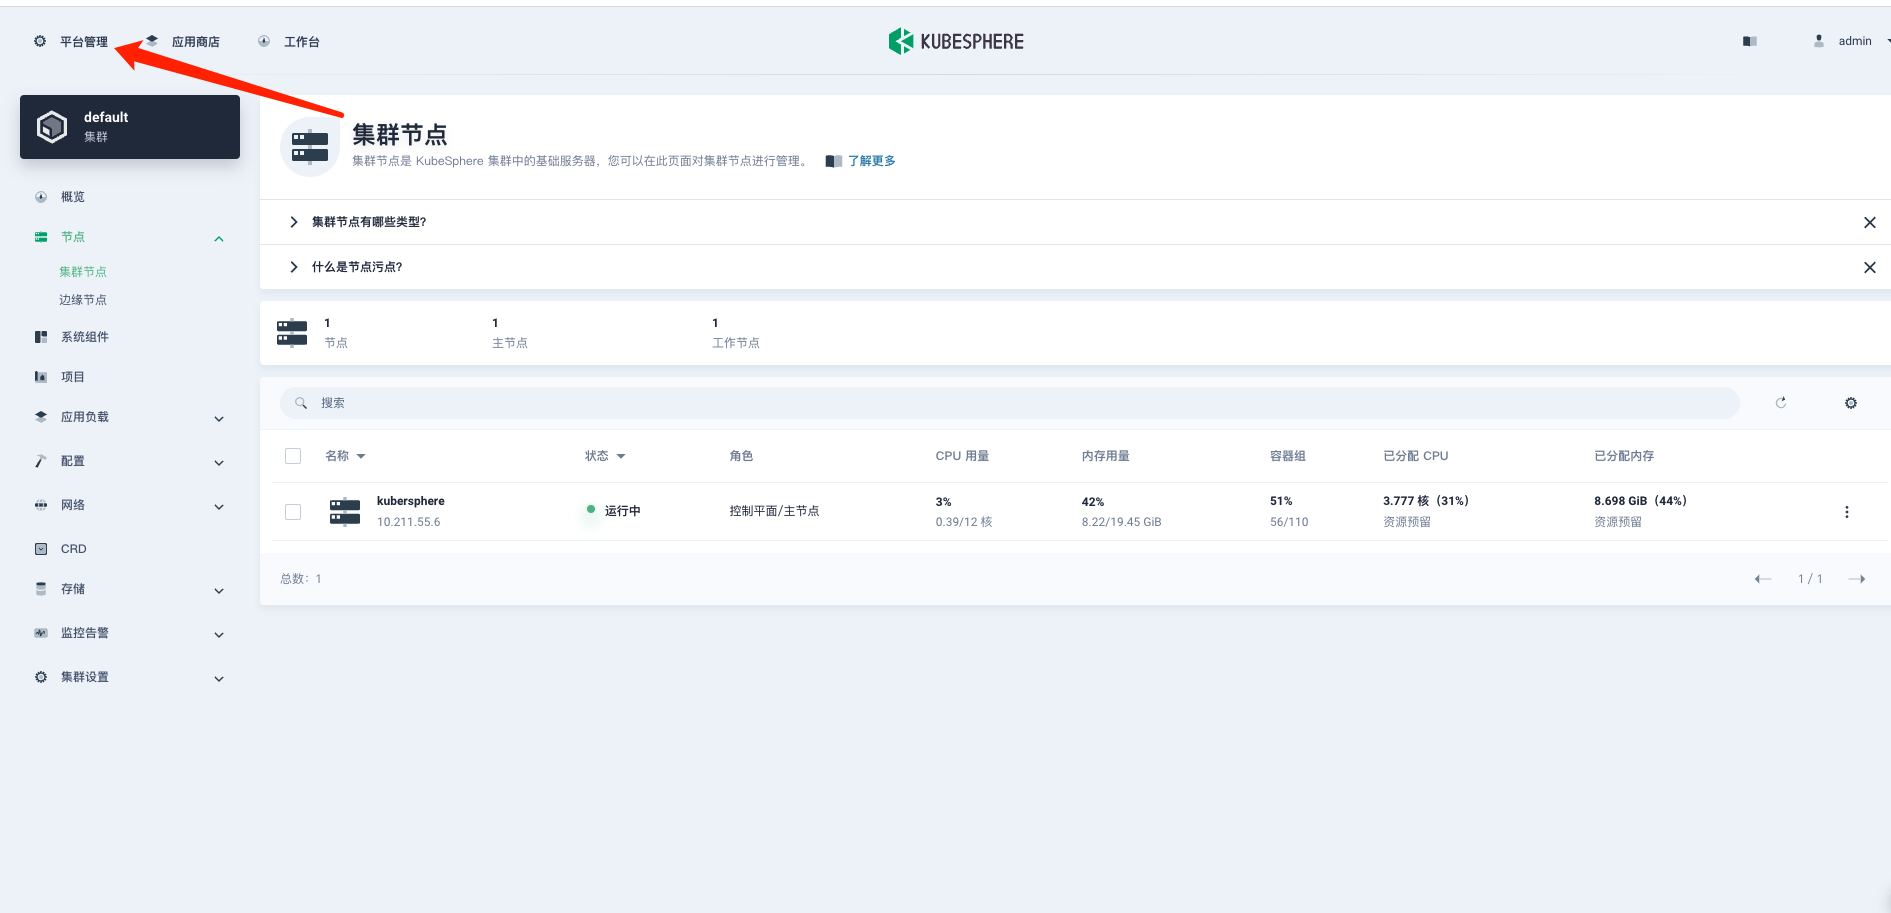 平台管理 应用商店 工作台 KUBESPHERE admin
default
集群
概览
节点
集群节点
边缘节点
系统组件
项目
应用负载
配置
网络
CRD
存储
监控告警
集群设置
集群节点
集群节点是 KubeSphere 集群中的基础服务器，您可以在此页面对集群节点进行管理。 了解更多
集群节点有哪些类型?
什么是节点污点?
1 1 1
节点 主节点 工作节点
搜索
名称 状态 角色 CPU 用量 内存用量 容器组 已分配 CPU 已分配内存
kubersphere 运行中 控制平面/主节点 3% 42% 51% 3.777 核（31%） 8.698 GiB（44%）
10.211.55.6 0.39/12 核 8.22/19.45 GiB 56/110 资源预留 资源预留
总数：1 1 / 1